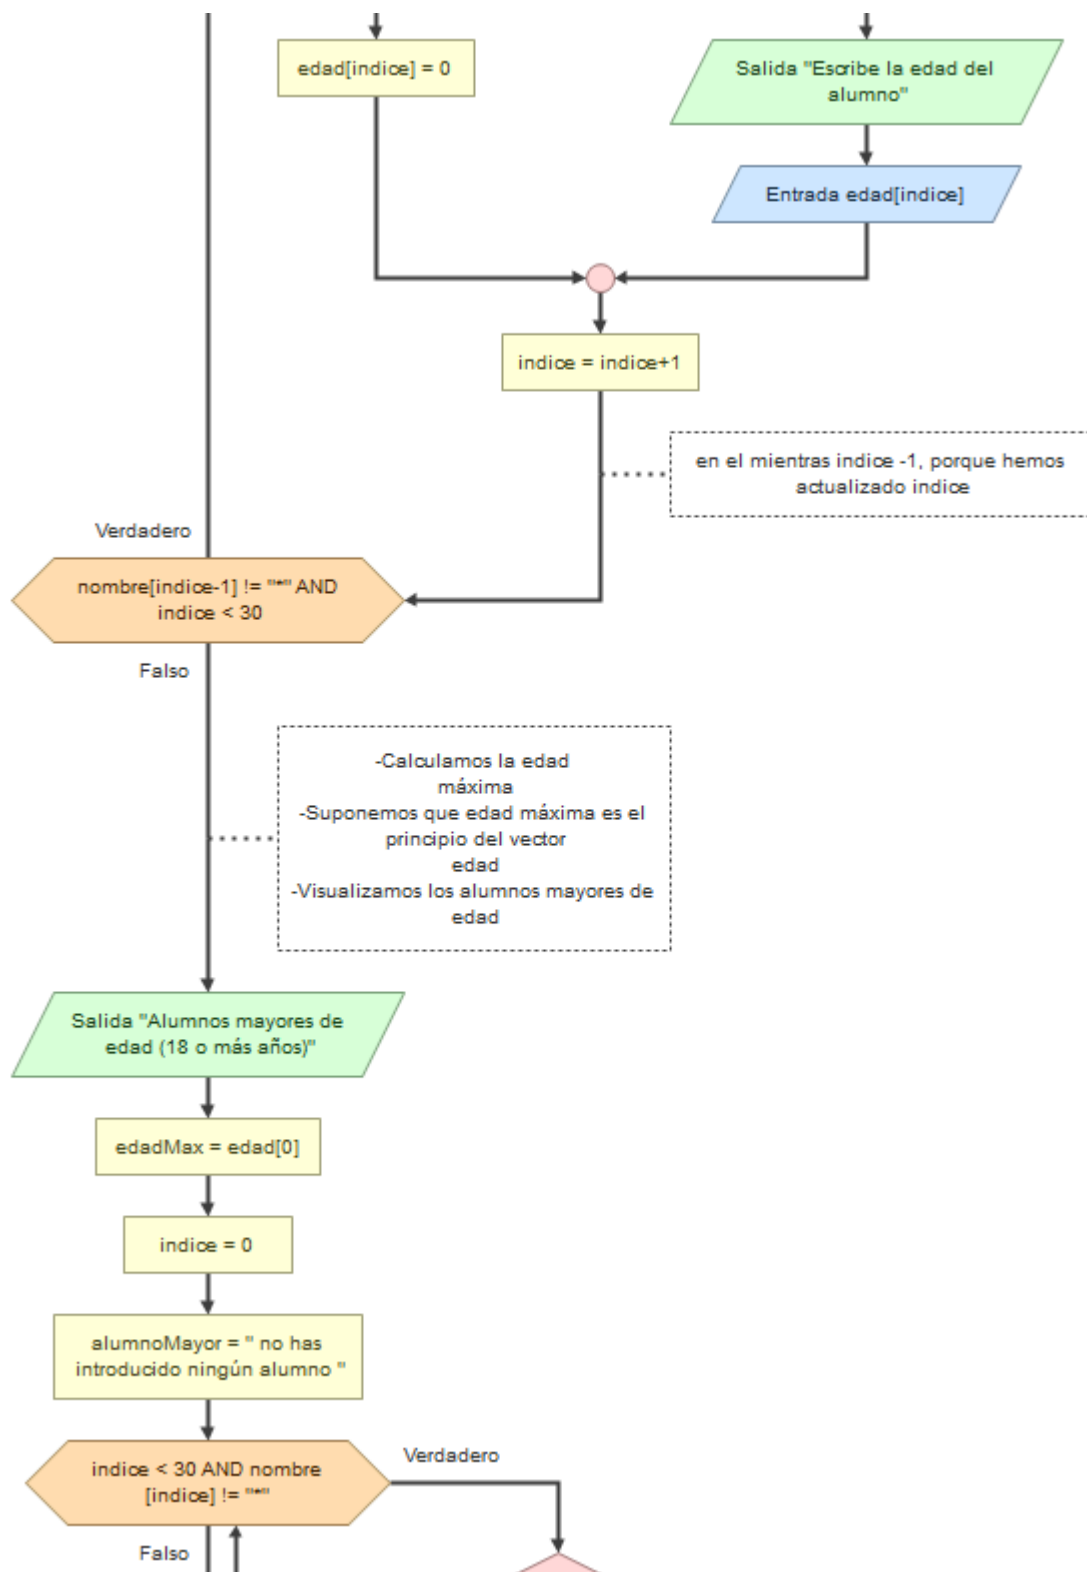 edad[indice] = 0
Salida "Escribe la edad del
alumno"
Entrada edad[indice]
indice = indice+1
en el mientras indice -1, porque hemos
actualizado indice
Verdadero
nombre[indice-1] != "*" AND
indice < 30
Falso
-Calculamos la edad
máxima
-Suponemos que edad máxima es el
principio del vector
edad
-Visualizamos los alumnos mayores de
edad
Salida "Alumnos mayores de
edad (18 o más años)"
edadMax = edad[0]
indice = 0
alumnoMayor = " no has
introducido ningún alumno "
Verdadero
indice < 30 AND nombre
[indice] != "*"
Falso